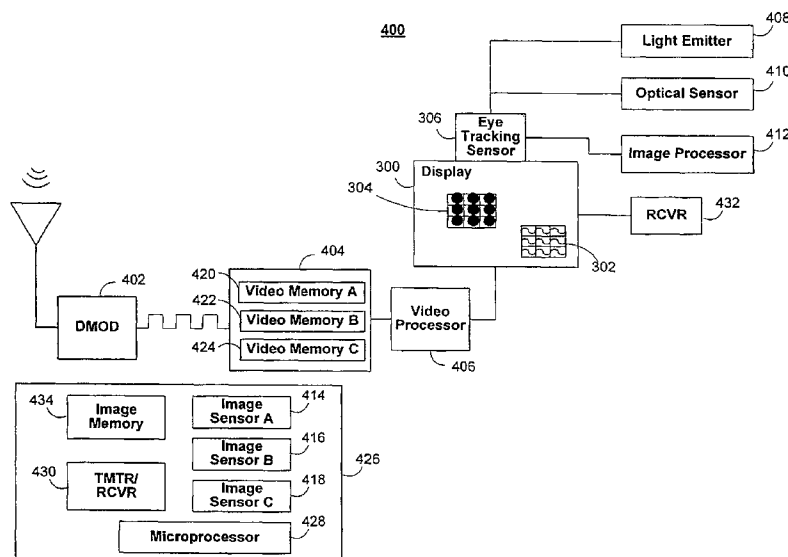 400
Light Emitter
408
Optical Sensor
410
306
Eye
Tracking
Sensor
Image Processor
412
300
Display
304
RCVR
432
302
402
DMOD
404
420
Video Memory A
422
Video Memory B
424
Video Memory C
Video
Processor
406
434
Image
Memory
Image
Sensor A
414
Image
Sensor B
416
430
TMTR/
RCVR
Image
Sensor C
418
426
Microprocessor
428